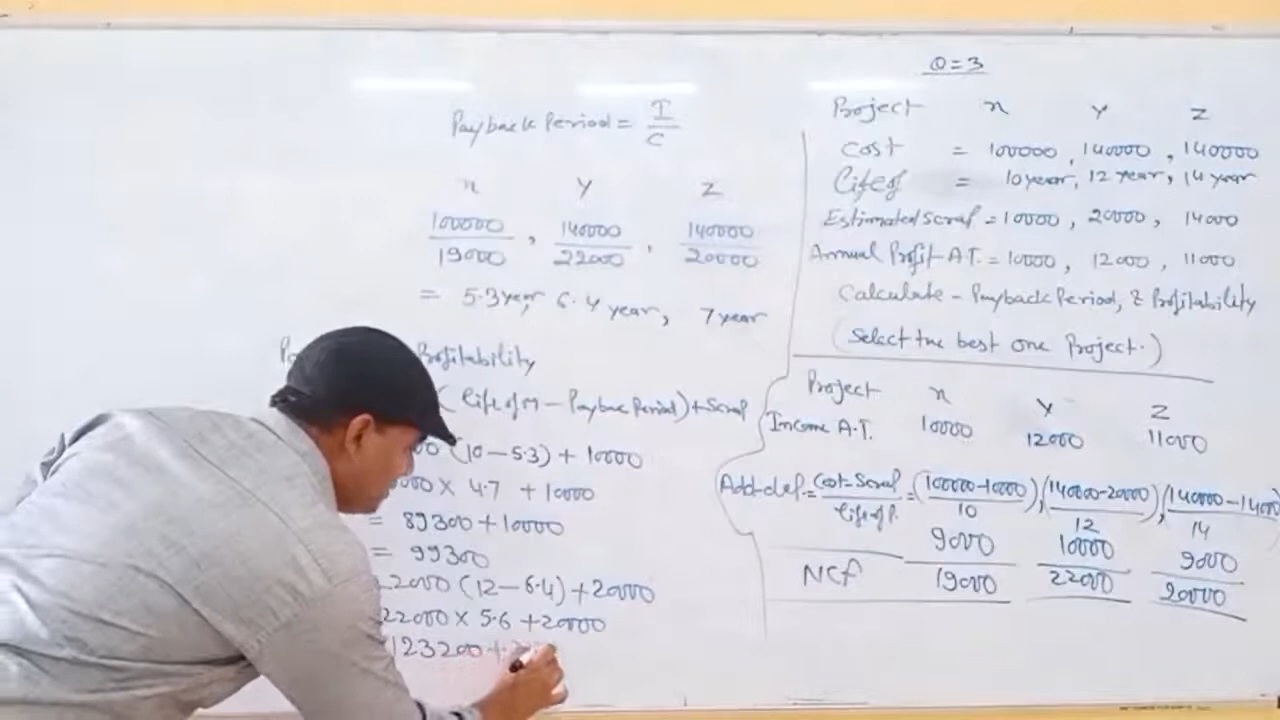 Q=3
Project x Y Z
Cost = 100000, 140000, 140000
Life of = 10 year, 12 year, 14 year
Estimated Scrap = 10000, 20000, 14000
Annual Profit A.T. = 10000, 12000, 11000
Calculate - Payback Period, & Profitability
(Select the best one Project.)
Project x Y Z
Income A.T. 10000 12000 11000
Add-def. = Cost-Scrap / Life of P. = (100000-10000 / 10), (140000-20000 / 12), (140000-14000 / 14)
9000 10000 9000
NCF 19000 22000 20000
Payback Period = I / C
x Y Z
100000 / 19000, 140000 / 22000, 140000 / 20000
= 5.3 year, 6.4 year, 7 year
Profitability
(Life of M - Payback Period) + Scrap
(10-5.3) + 10000
000 x 4.7 + 10000
= 89300 + 10000
= 99300
22000 (12-6.4) + 20000
22000 x 5.6 + 20000
123200 +